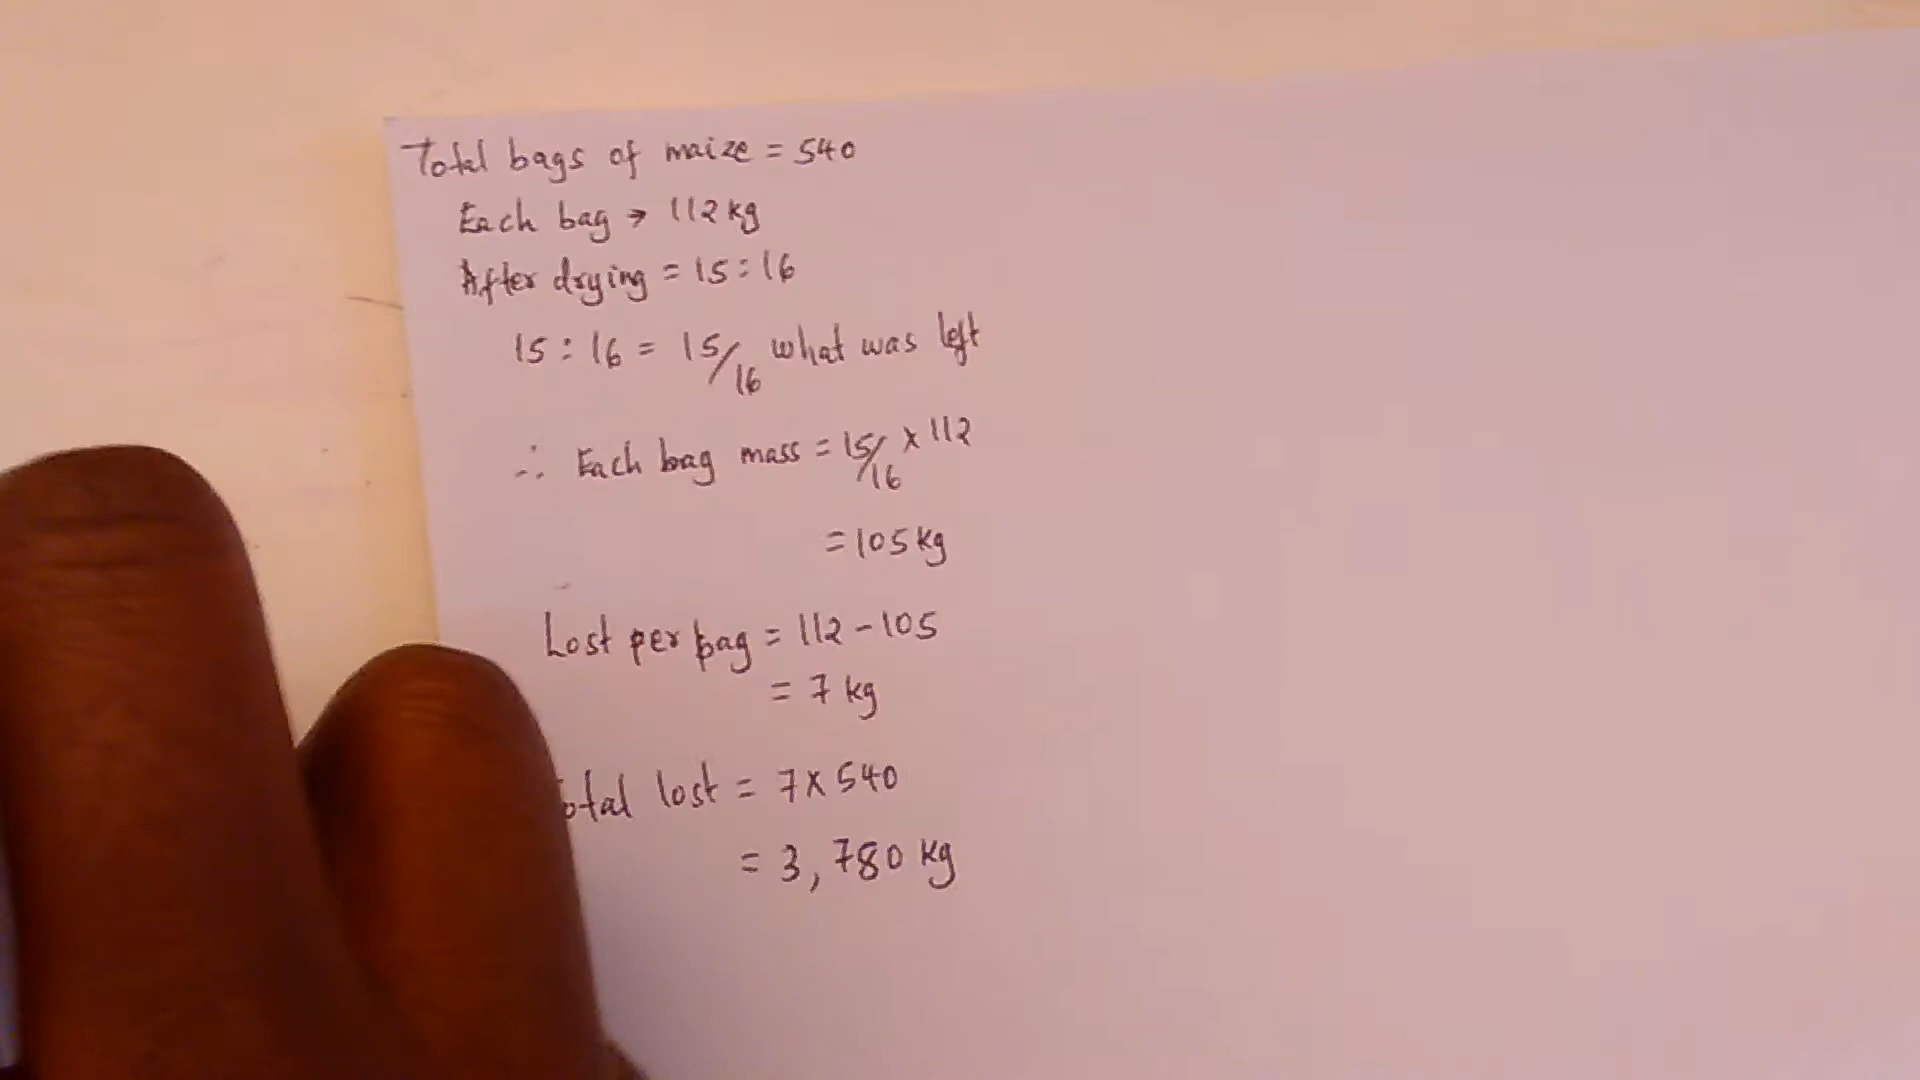 Total bags of maize = 540
Each bag → 112 kg
After drying = 15 : 16
15 : 16 = 15/16 what was left
∴ Each bag mass = 15/16 x 112
= 105 kg
Lost per bag = 112 - 105
= 7 kg
otal lost = 7 x 540
= 3,780 kg